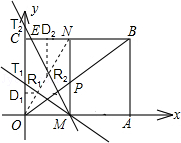 T₂ y
C E D₂ N B
T₁ R₁ R₂ P
D₁
O M A x